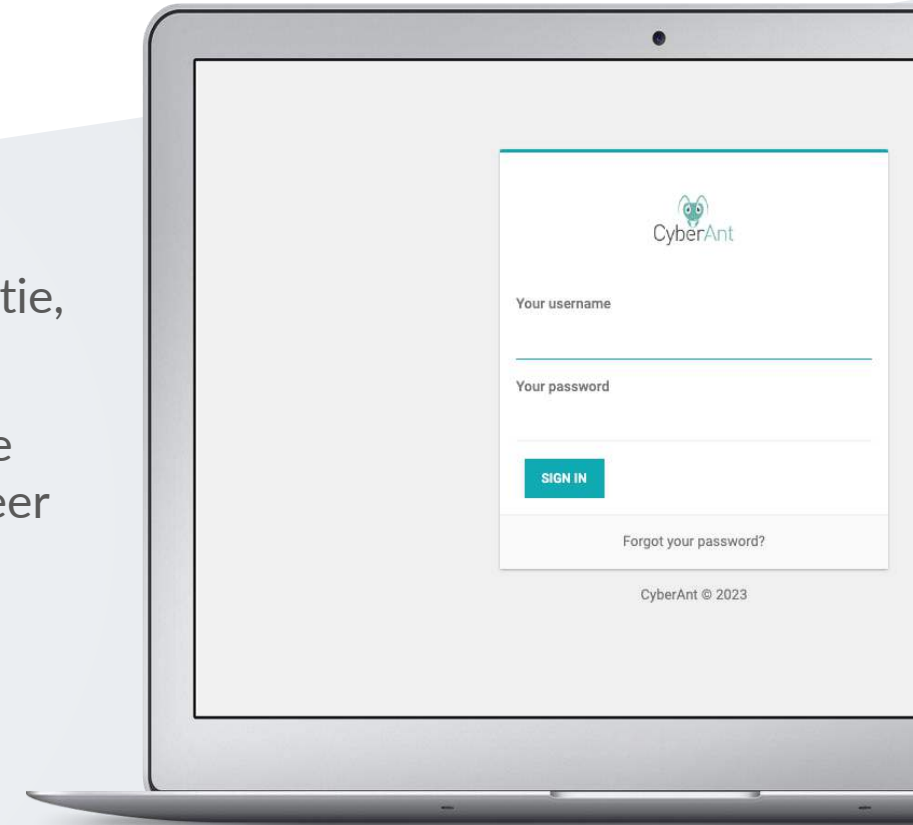 tie,
e
eer
CyberAnt
Your username
Your password
SIGN IN
Forgot your password?
CyberAnt © 2023